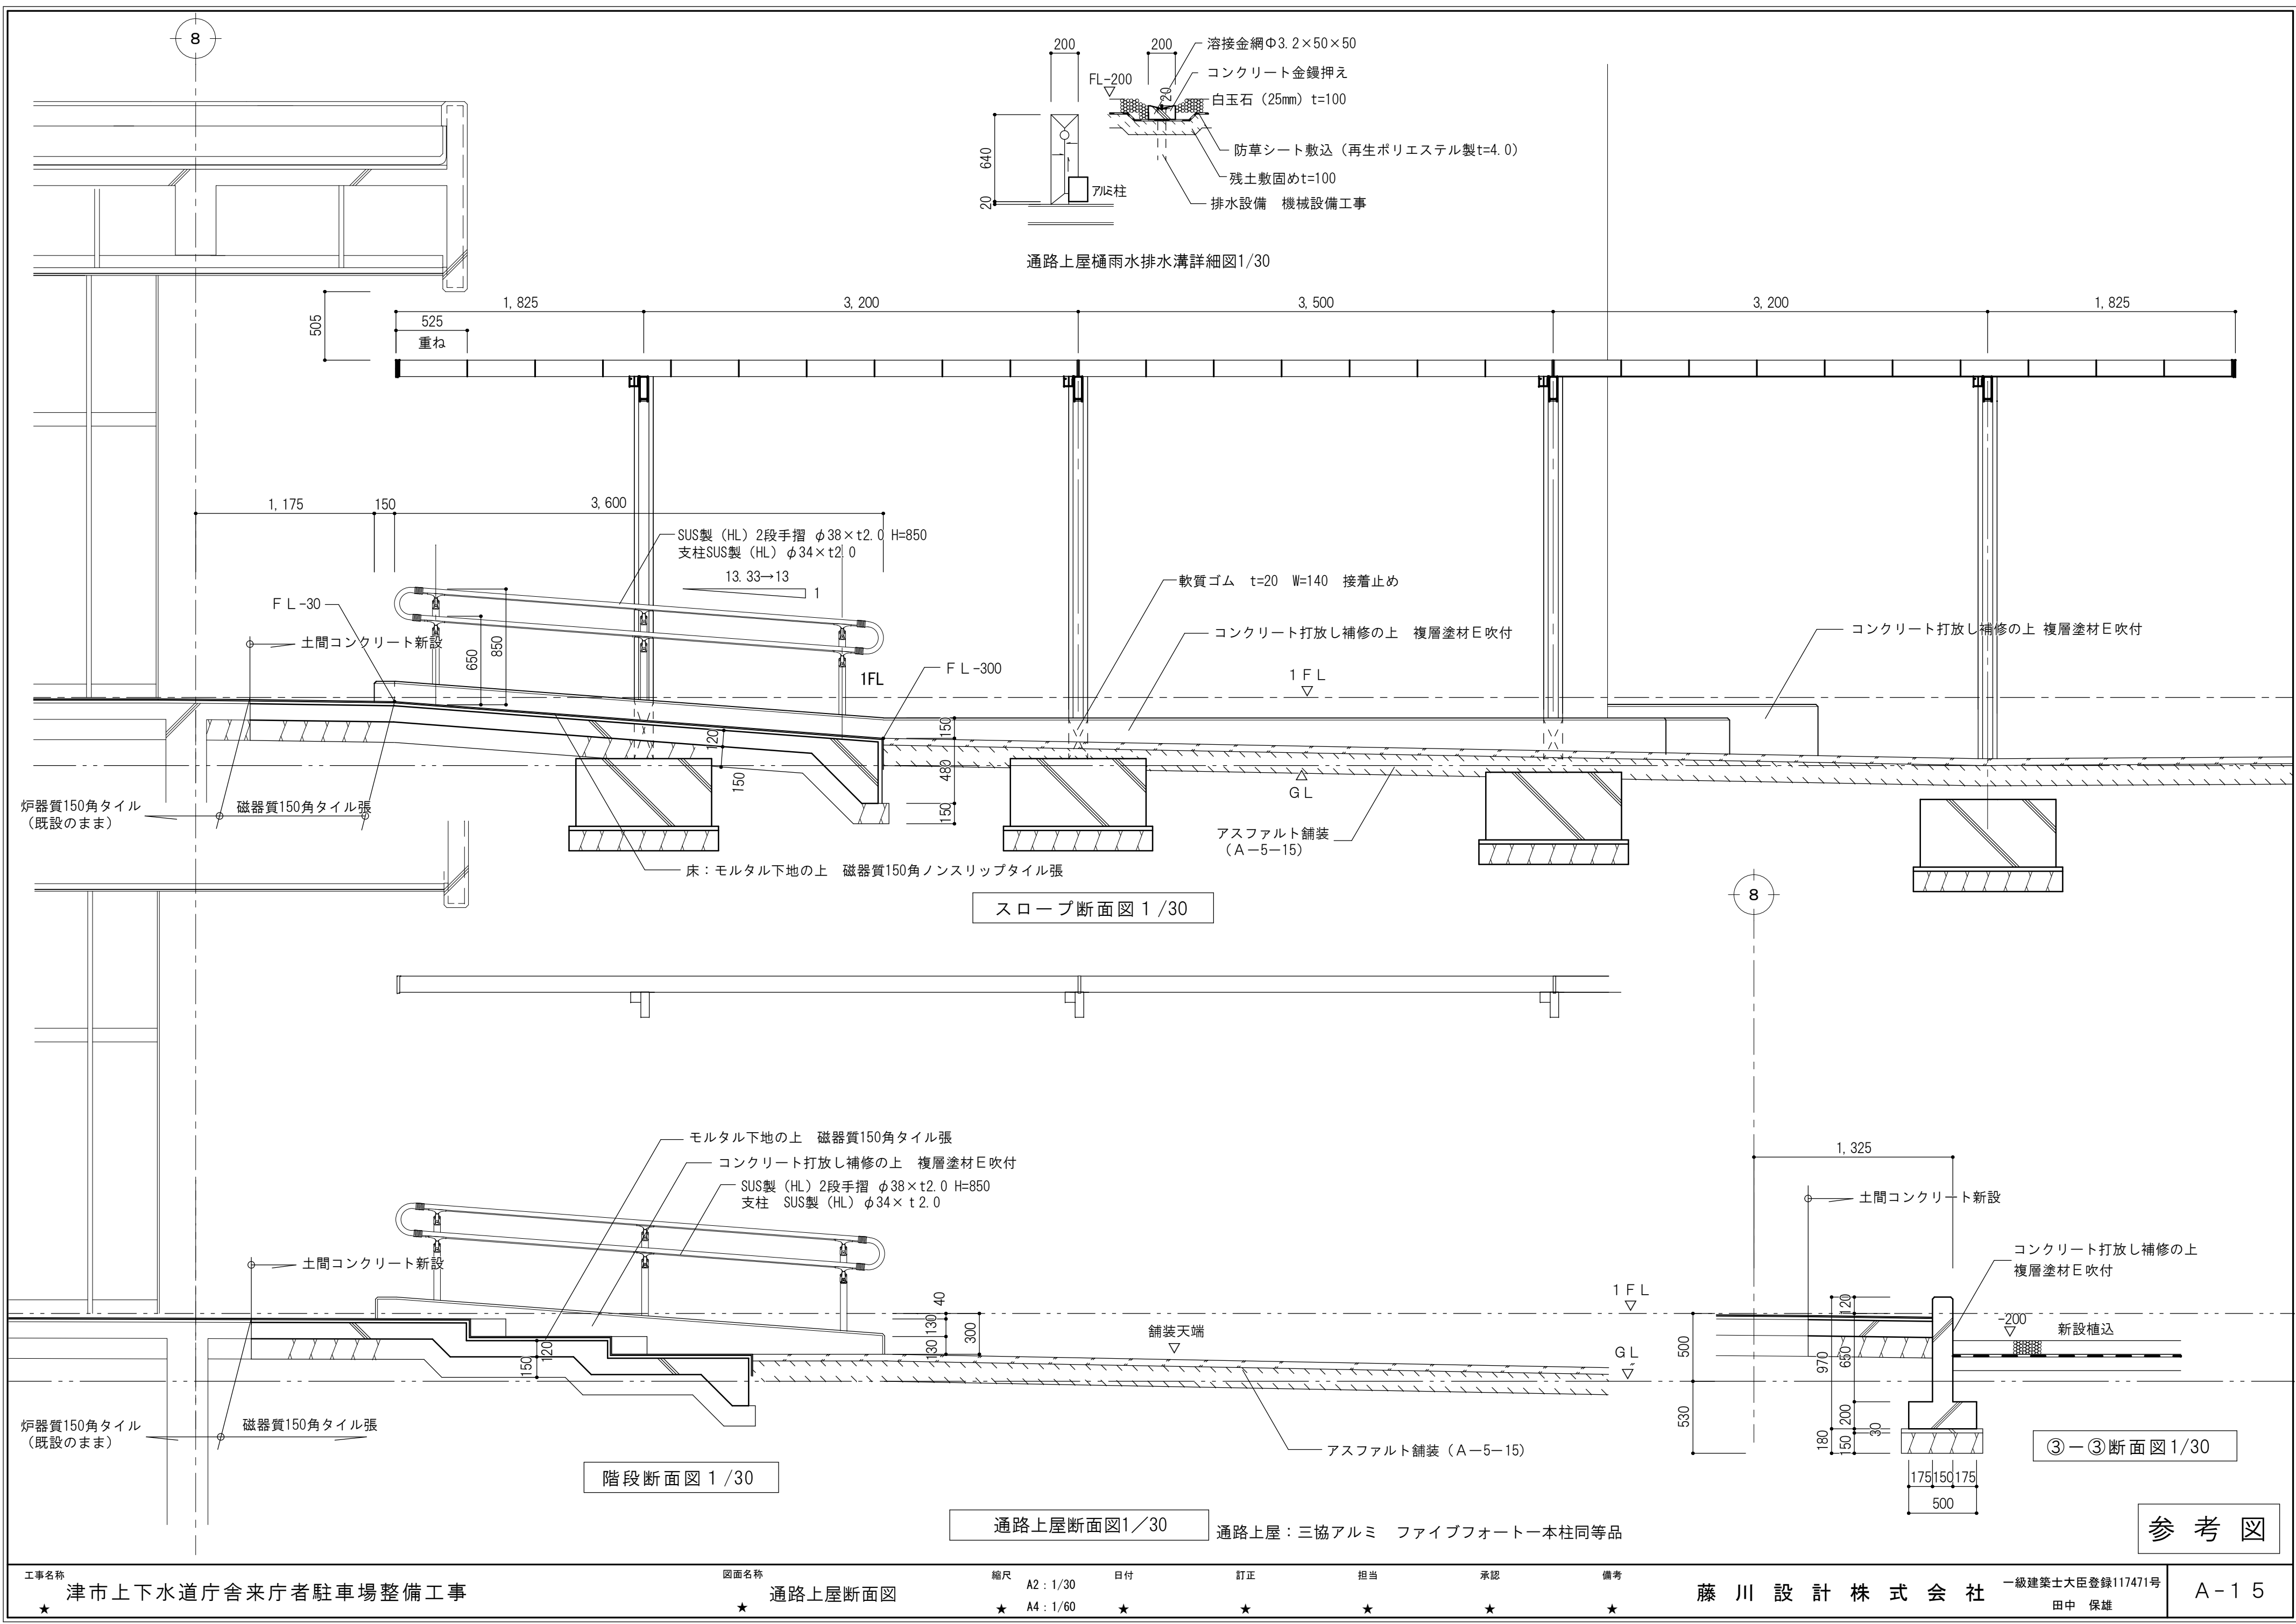 8
200
200
溶接金網Φ3.2×50×50
コンクリート金鏝押え
FL-200
20
白玉石（25mm）t=100
640
防草シート敷込（再生ポリエステル製t=4.0）
残土敷固めt=100
アルミ柱
20
排水設備　機械設備工事
通路上屋樋雨水排水溝詳細図1/30
1,825
3,200
3,500
3,200
1,825
505
525
重ね
1,175
150
3,600
SUS製（HL）2段手摺 φ38×t2.0 H=850
支柱SUS製（HL）φ34×t2.0
13.33→13
1
軟質ゴム　t=20　W=140　接着止め
ＦＬ-30
土間コンクリート新設
コンクリート打放し補修の上　複層塗材Ｅ吹付
コンクリート打放し補修の上 複層塗材Ｅ吹付
650
850
1FL
ＦＬ-300
１ＦＬ
150
120
480
150
150
ＧＬ
炉器質150角タイル
（既設のまま）
磁器質150角タイル張
アスファルト舗装
（Ａ－5－15）
床：モルタル下地の上　磁器質150角ノンスリップタイル張
スロープ断面図１/30
8
モルタル下地の上　磁器質150角タイル張
コンクリート打放し補修の上　複層塗材Ｅ吹付
SUS製（HL）2段手摺 φ38×t2.0 H=850
支柱　SUS製（HL）φ34×ｔ2.0
1,325
土間コンクリート新設
土間コンクリート新設
コンクリート打放し補修の上
複層塗材Ｅ吹付
40
130
130
300
１ＦＬ
舗装天端
ＧＬ
150
120
500
530
970
180
120
650
200
150
30
-200
新設植込
炉器質150角タイル
（既設のまま）
磁器質150角タイル張
アスファルト舗装（Ａ－5－15）
③－③断面図1/30
175
150
175
500
階段断面図１/30
通路上屋断面図1／30
通路上屋：三協アルミ　ファイブフォート一本柱同等品
参考図
工事名称
★
津市上下水道庁舎来庁者駐車場整備工事
図面名称
★
通路上屋断面図
縮尺
★
A2：1/30
A4：1/60
日付
★
訂正
★
担当
★
承認
★
備考
★
藤川設計株式会社
一級建築士大臣登録117471号
田中　保雄
Ａ-１５